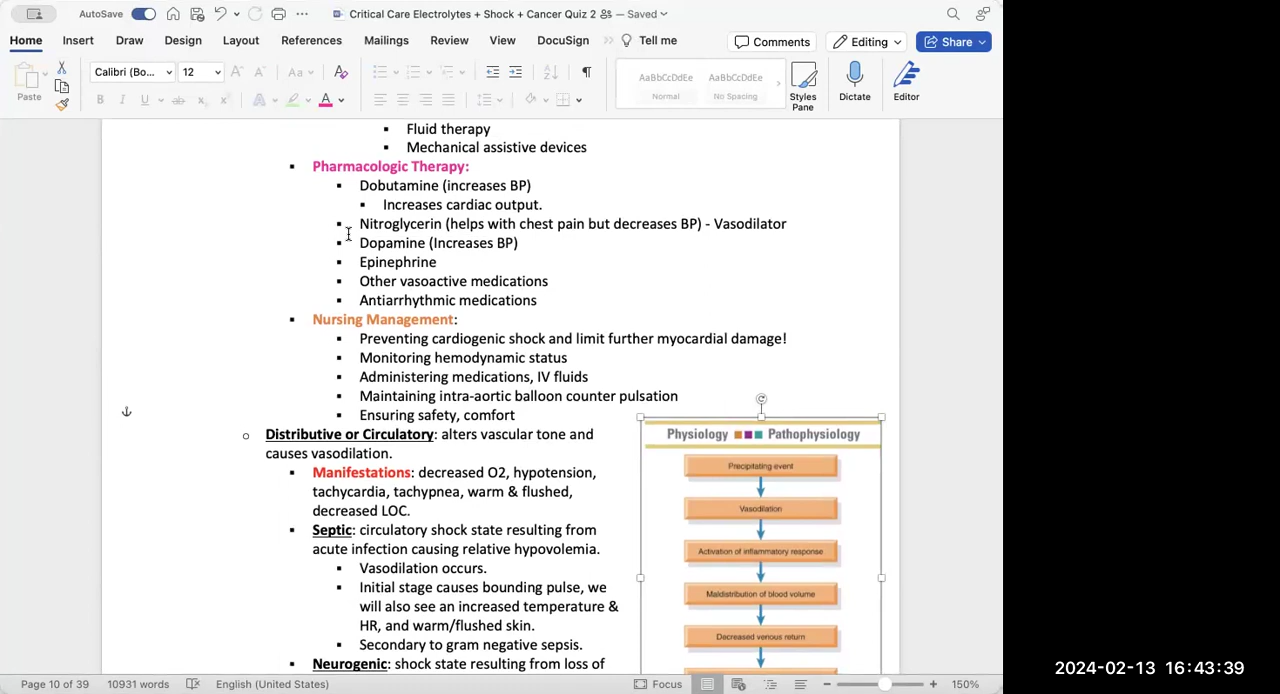 AutoSave
Critical Care Electrolytes + Shock + Cancer Quiz 2 — Saved
Home Insert Draw Design Layout References Mailings Review View DocuSign Tell me Comments Editing Share
Paste
Calibri (Bo... 12
AaBbCcDdEe AaBbCcDdEe
Normal No Spacing
Styles Pane
Dictate
Editor
▪ Fluid therapy
▪ Mechanical assistive devices
▪ Pharmacologic Therapy:
▪ Dobutamine (increases BP)
▪ Increases cardiac output.
▪ Nitroglycerin (helps with chest pain but decreases BP) - Vasodilator
▪ Dopamine (Increases BP)
▪ Epinephrine
▪ Other vasoactive medications
▪ Antiarrhythmic medications
▪ Nursing Management:
▪ Preventing cardiogenic shock and limit further myocardial damage!
▪ Monitoring hemodynamic status
▪ Administering medications, IV fluids
▪ Maintaining intra-aortic balloon counter pulsation
▪ Ensuring safety, comfort
o Distributive or Circulatory: alters vascular tone and
causes vasodilation.
▪ Manifestations: decreased O2, hypotension,
tachycardia, tachypnea, warm & flushed,
decreased LOC.
▪ Septic: circulatory shock state resulting from
acute infection causing relative hypovolemia.
▪ Vasodilation occurs.
▪ Initial stage causes bounding pulse, we
will also see an increased temperature &
HR, and warm/flushed skin.
▪ Secondary to gram negative sepsis.
▪ Neurogenic: shock state resulting from loss of
Physiology Pathophysiology
Precipitating event
Vasodilation
Activation of inflammatory response
Maldistribution of blood volume
Decreased venous return
Page 10 of 39 10931 words English (United States) Focus 150%
2024-02-13 16:43:39